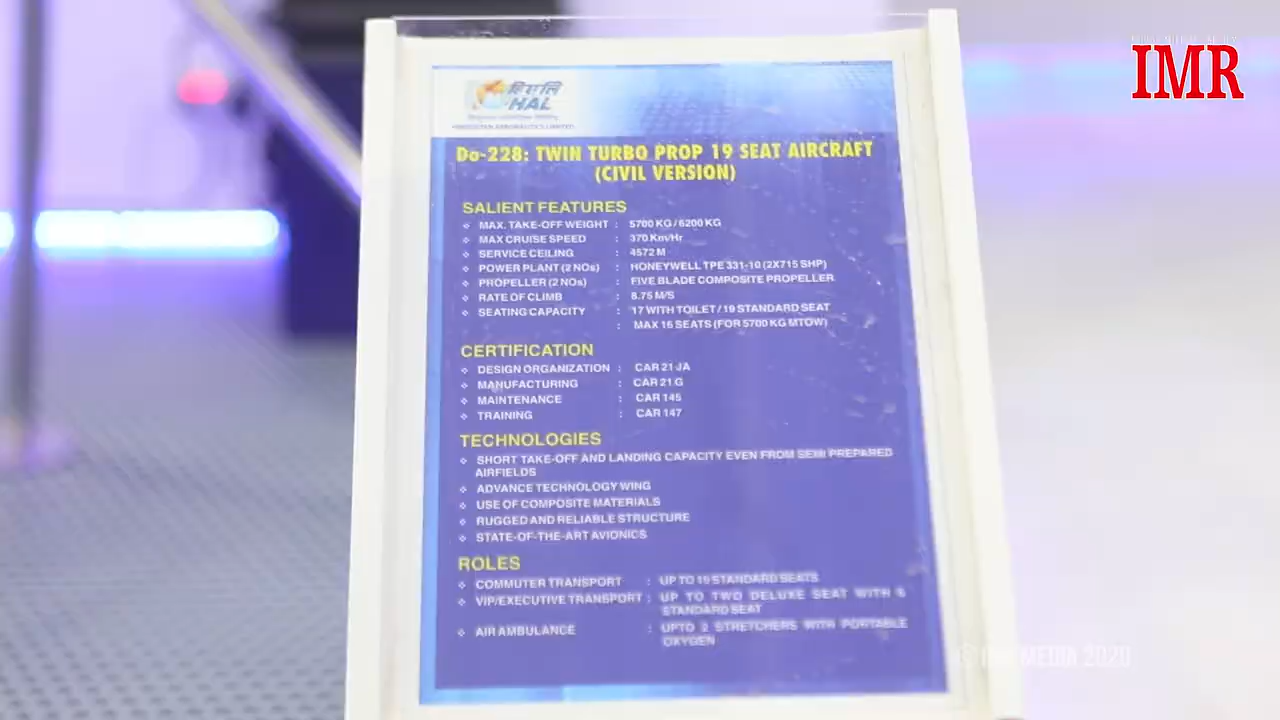 IMR
हिएएलि
HAL
HINDUSTAN AERONAUTICS LIMITED
Do-228: TWIN TURBO PROP 19 SEAT AIRCRAFT
(CIVIL VERSION)
SALIENT FEATURES
❖ MAX. TAKE-OFF WEIGHT : 5700 KG / 6200 KG
❖ MAX CRUISE SPEED : 370 Km/Hr
❖ SERVICE CEILING : 4572 M
❖ POWER PLANT (2 NOs) : HONEYWELL TPE 331-10 (2X715 SHP)
❖ PROPELLER (2 NOs) : FIVE BLADE COMPOSITE PROPELLER
❖ RATE OF CLIMB : 8.75 M/S
❖ SEATING CAPACITY : 17 WITH TOILET / 19 STANDARD SEAT
: MAX 16 SEATS (FOR 5700 KG MTOW)
CERTIFICATION
❖ DESIGN ORGANIZATION : CAR 21 JA
❖ MANUFACTURING : CAR 21 G
❖ MAINTENANCE : CAR 145
❖ TRAINING : CAR 147
TECHNOLOGIES
❖ SHORT TAKE-OFF AND LANDING CAPACITY EVEN FROM SEMI PREPARED
AIRFIELDS
❖ ADVANCE TECHNOLOGY WING
❖ USE OF COMPOSITE MATERIALS
❖ RUGGED AND RELIABLE STRUCTURE
❖ STATE-OF-THE-ART AVIONICS
ROLES
❖ COMMUTER TRANSPORT : UP TO 19 STANDARD SEATS
❖ VIP/EXECUTIVE TRANSPORT : UP TO TWO DELUXE SEAT WITH 6
STANDARD SEAT
❖ AIR AMBULANCE : UPTO 2 STRETCHERS WITH PORTABLE
OXYGEN
© IMR MEDIA 2020